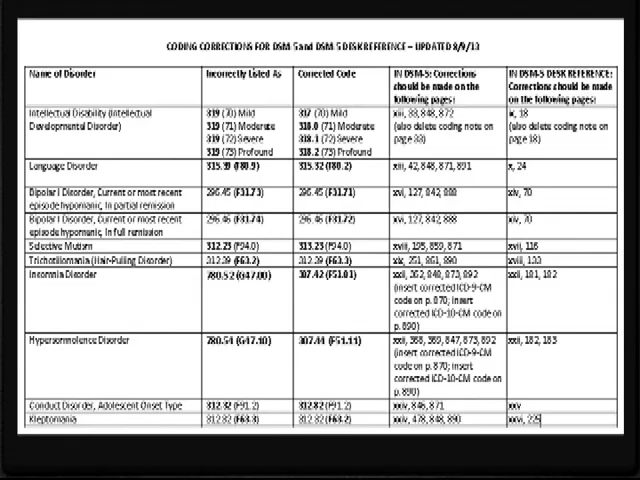 CODING CORRECTIONS FOR DSM-5 and DSM-5 DESK REFERENCE – UPDATED 8/9/13
Name of Disorder
Incorrectly Listed As
Corrected Code
IN DSM-5: Corrections
should be made on the
following pages:
IN DSM-5 DESK REFERENCE:
Corrections should be made
on the following pages:
Intellectual Disability (Intellectual
Developmental Disorder)
319 (70) Mild
319 (71) Moderate
319 (72) Severe
319 (73) Profound
317 (70) Mild
318.0 (71) Moderate
318.1 (72) Severe
318.2 (73) Profound
xiii, 33, 848, 872
(also delete coding note on
page 33)
ix, 18
(also delete coding note on
page 18)
Language Disorder
315.39 (F80.9)
315.32 (F80.2)
xiii, 42, 848, 871, 891
x, 24
Bipolar I Disorder, Current or most recent
episode hypomanic, In partial remission
296.45 (F31.73)
296.45 (F31.71)
xvi, 127, 842, 888
xiv, 70
Bipolar I Disorder, Current or most recent
episode hypomanic, In full remission
296.46 (F31.74)
296.46 (F31.72)
xvi, 127, 842, 888
xiv, 70
Selective Mutism
312.23 (F94.0)
313.23 (F94.0)
xviii, 195, 859, 871
xvii, 116
Trichotillomania (Hair-Pulling Disorder)
312.39 (F63.2)
xix, 251, 861, 890
xviii, 133
Insomnia Disorder
780.52 (G47.00)
307.42 (F51.01)
xxii, 362, 848, 873, 892
(insert corrected ICD-9-CM
code on p. 870; insert
corrected ICD-10-CM code on
p. 890)
xxii, 181, 182
Hypersomnolence Disorder
780.54 (G47.10)
307.44 (F51.11)
xxii, 368, 369, 847, 873, 892
(insert corrected ICD-9-CM
code on p. 870; insert
corrected ICD-10-CM code on
p. 890)
xxii, 182, 183
Conduct Disorder, Adolescent Onset Type
312.32 (F91.2)
312.82 (F91.2)
xxiv, 846, 871
xxv
Kleptomania
312.32 (F63.3)
312.32 (F63.2)
xxiv, 478, 848, 890
xxvi, 225